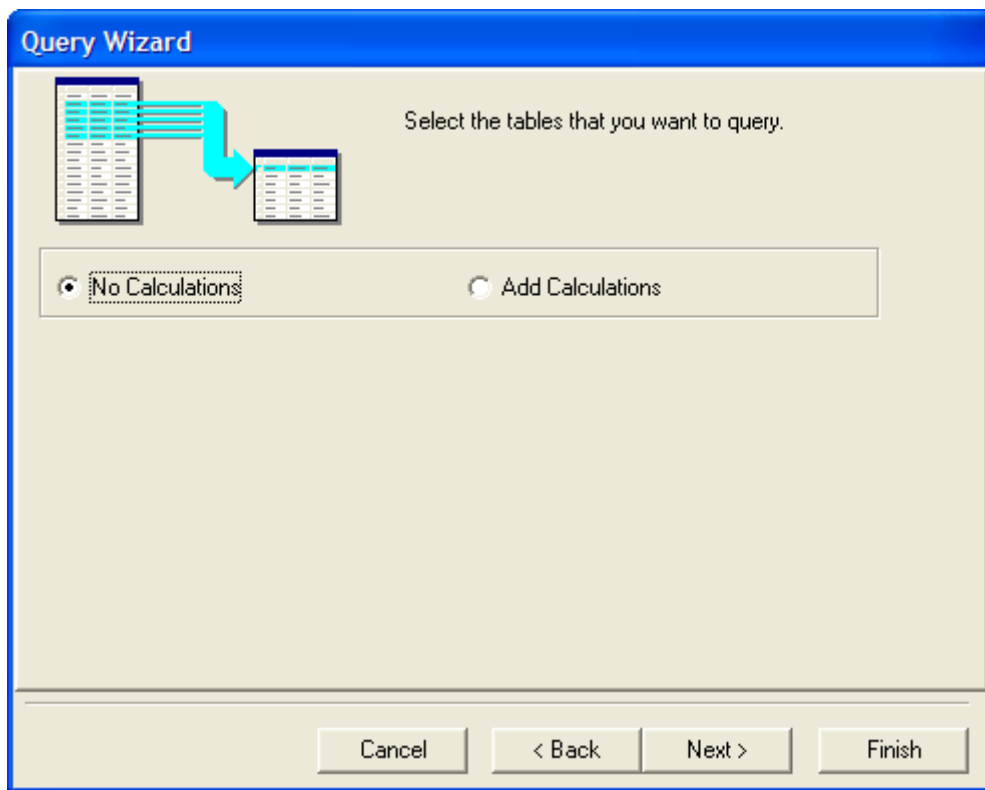 Query Wizard
Select the tables that you want to query.
No Calculations Add Calculations
Cancel < Back Next > Finish